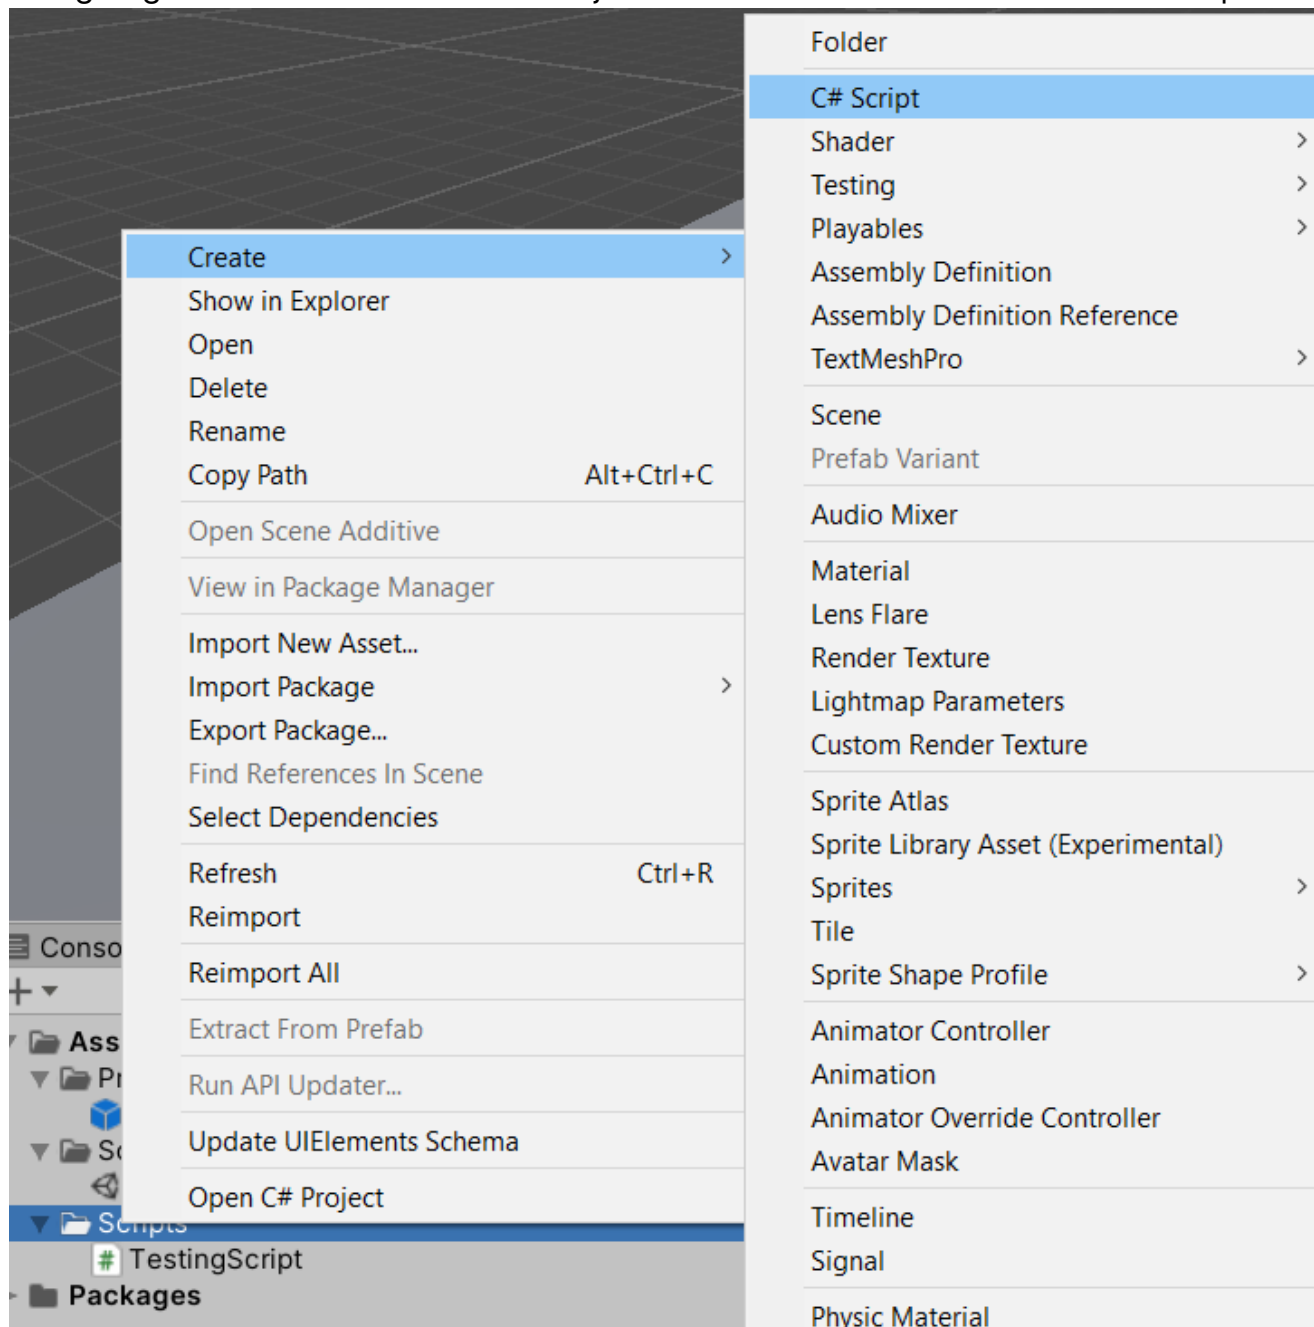 Create
Show in Explorer
Open
Delete
Rename
Copy Path Alt+Ctrl+C
Open Scene Additive
View in Package Manager
Import New Asset...
Import Package
Export Package...
Find References In Scene
Select Dependencies
Refresh Ctrl+R
Reimport
Reimport All
Extract From Prefab
Run API Updater...
Update UIElements Schema
Open C# Project
Folder
C# Script
Shader
Testing
Playables
Assembly Definition
Assembly Definition Reference
TextMeshPro
Scene
Prefab Variant
Audio Mixer
Material
Lens Flare
Render Texture
Lightmap Parameters
Custom Render Texture
Sprite Atlas
Sprite Library Asset (Experimental)
Sprites
Tile
Sprite Shape Profile
Animator Controller
Animation
Animator Override Controller
Avatar Mask
Timeline
Signal
Physic Material
Conso
Ass
Pr
Sc
Scripts
TestingScript
Packages